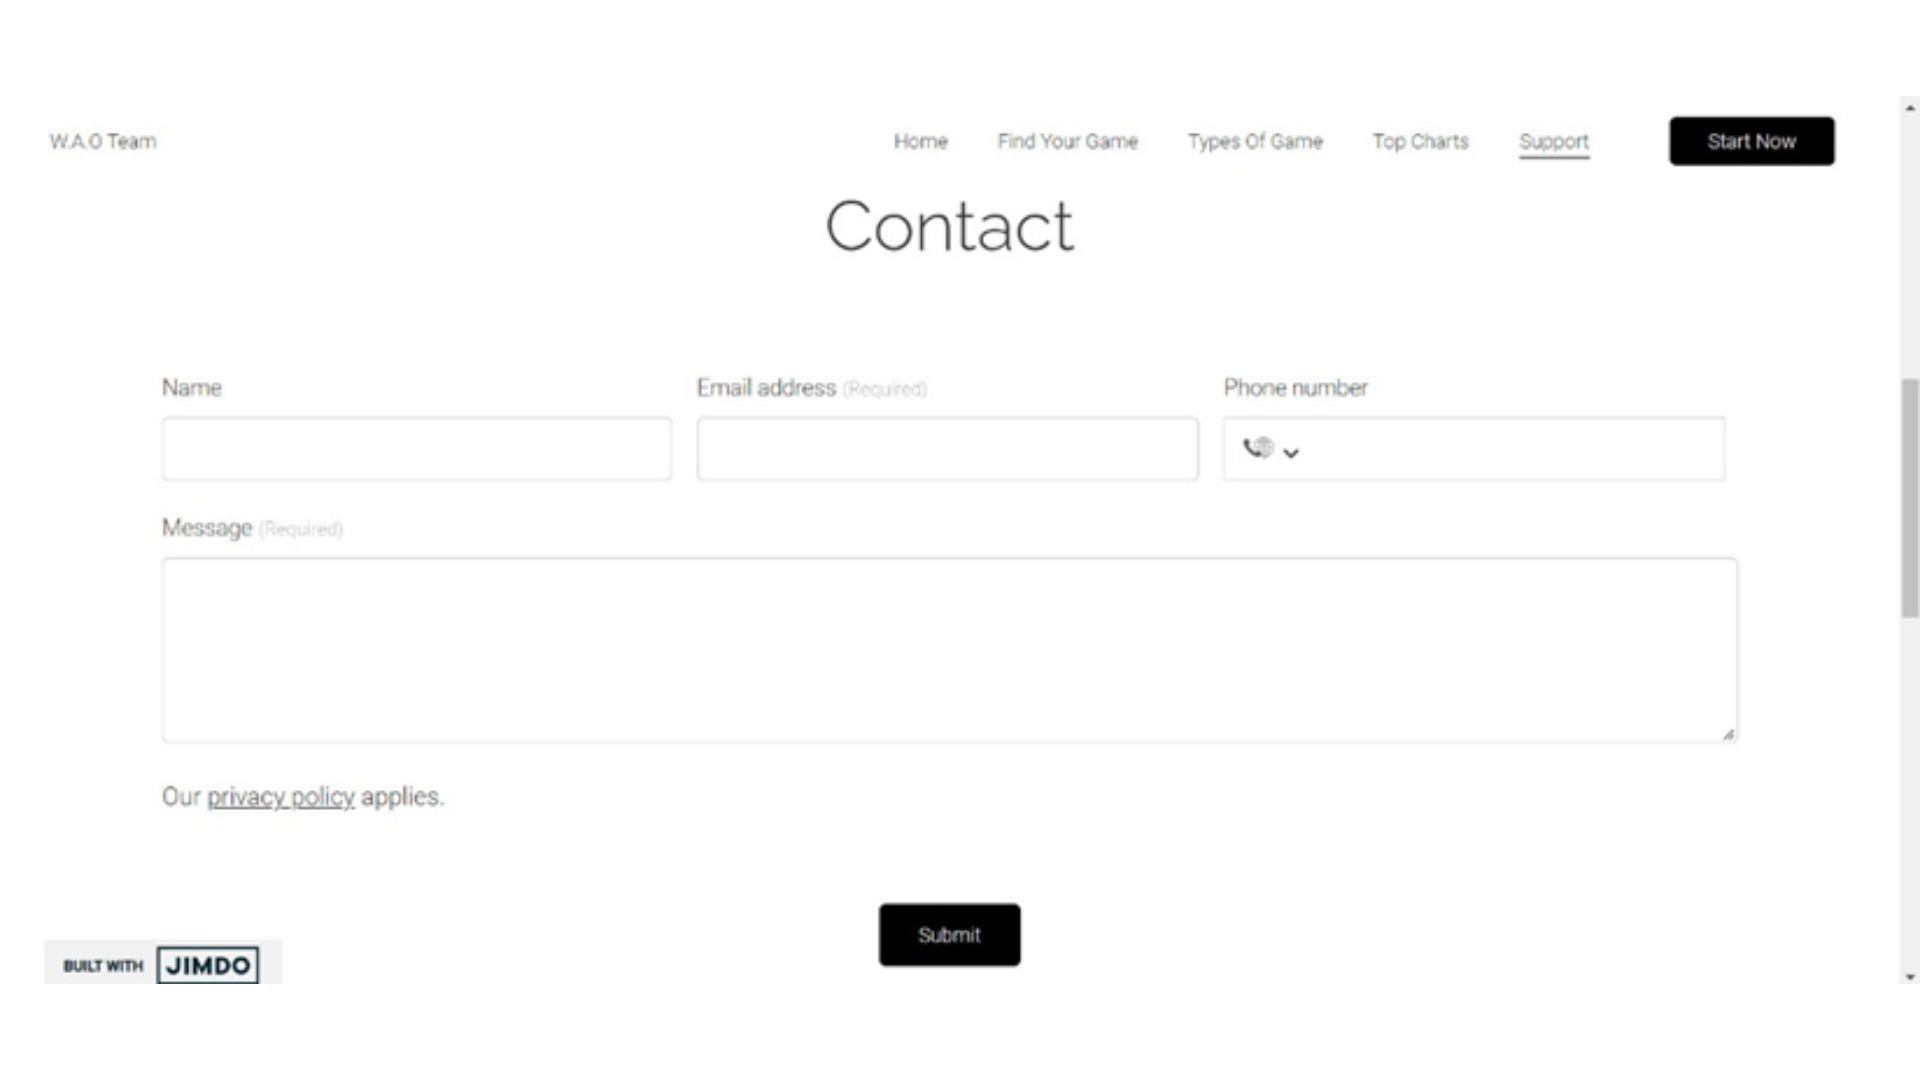 W.A.O Team Home Find Your Game Types Of Game Top Charts Support Start Now
Contact
Name Email address (Required) Phone number
Message (Required)
Our privacy policy applies.
Submit
BUILT WITH JIMDO